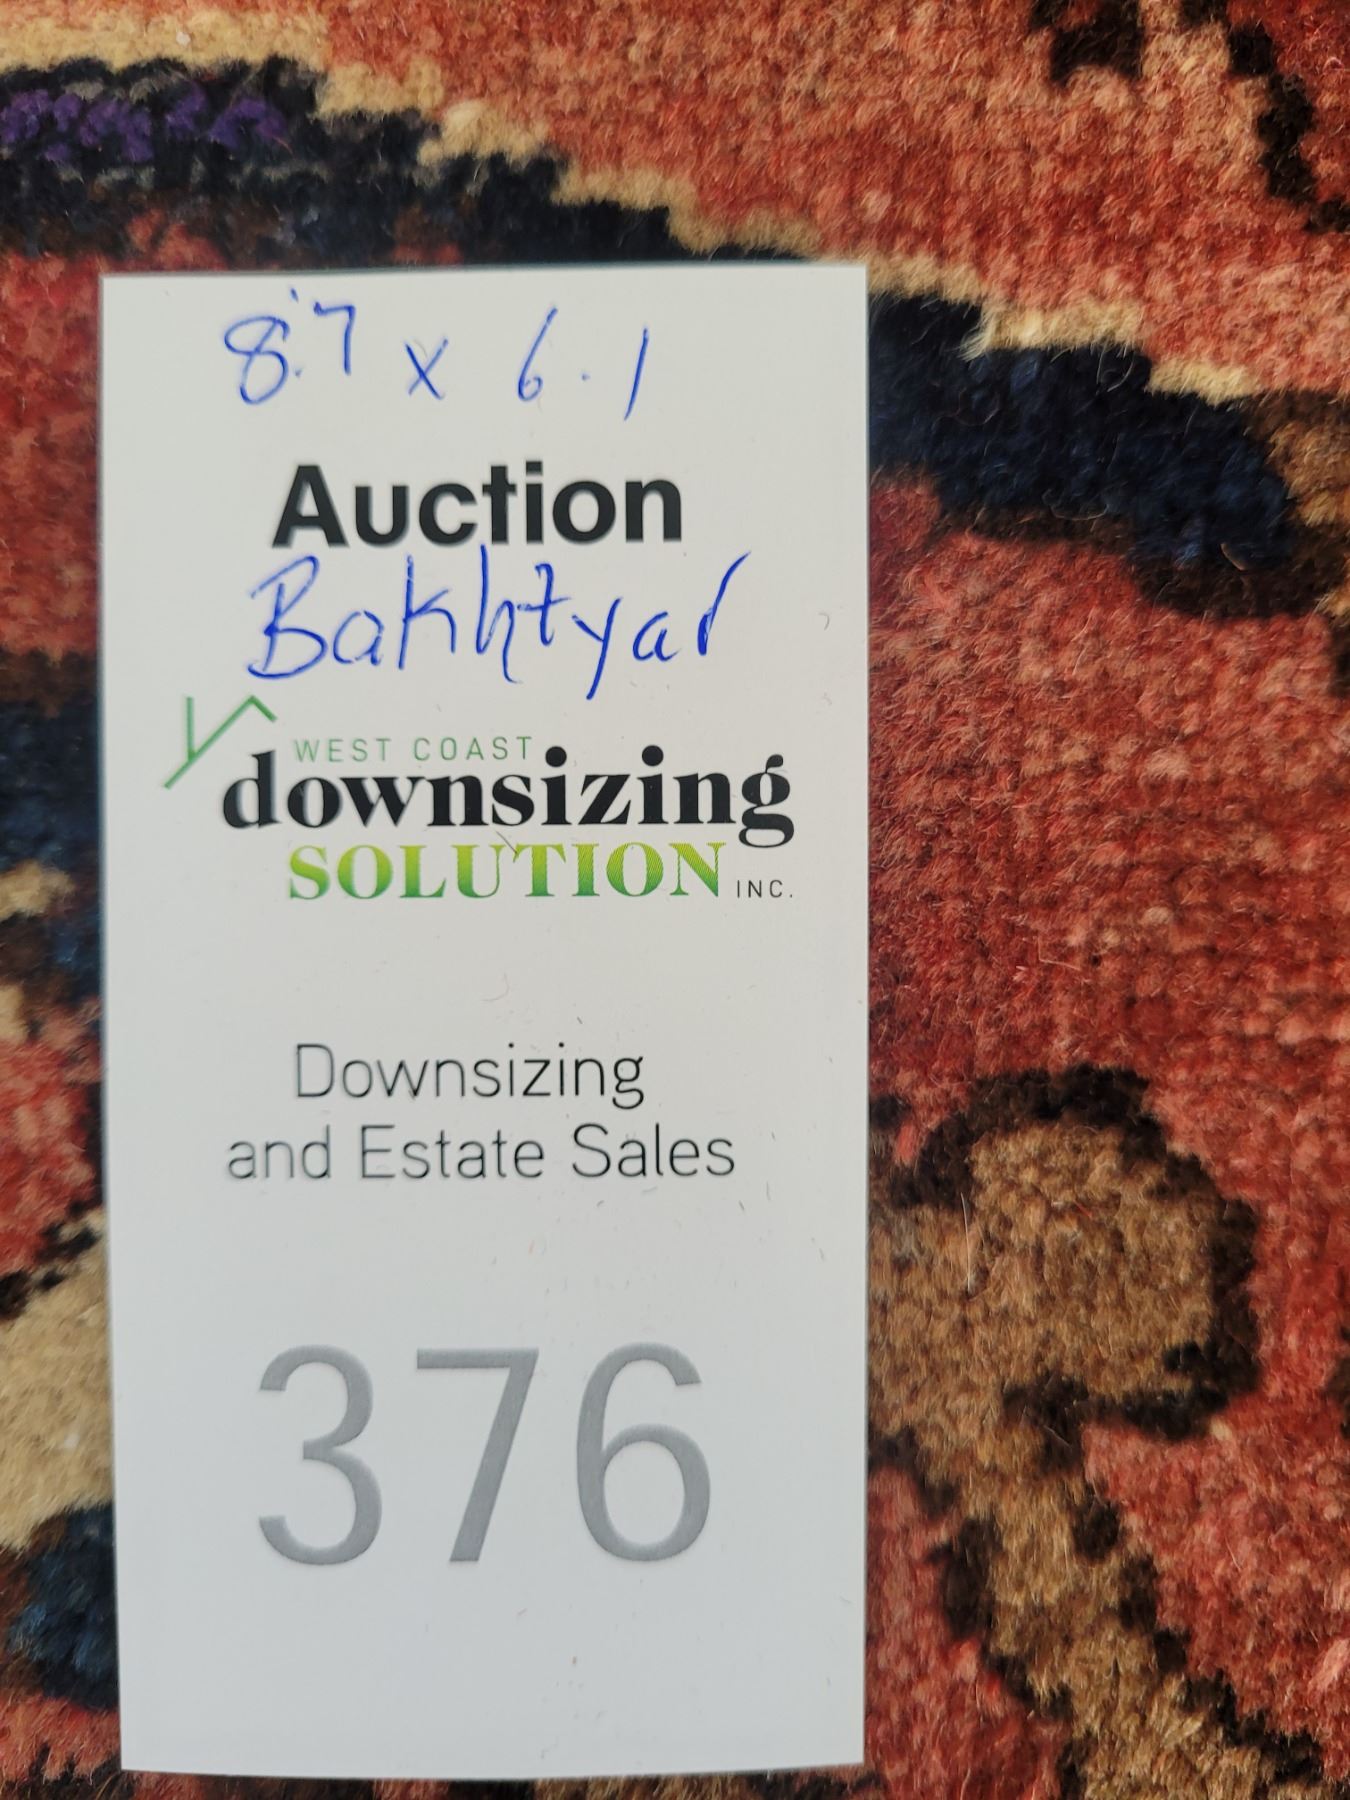 8.7 x 6.1
Auction
Bakhtyar
WEST COAST
downsizing
SOLUTION INC.
Downsizing
and Estate Sales
376